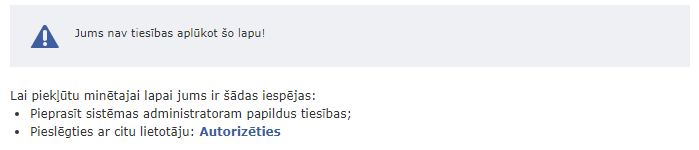 Jums nav tiesības aplūkot šo lapu!
Lai piekļūtu minētajai lapai jums ir šādas iespējas:
• Pieprasīt sistēmas administratoram papildus tiesības;
• Pieslēgties ar citu lietotāju: Autorizēties